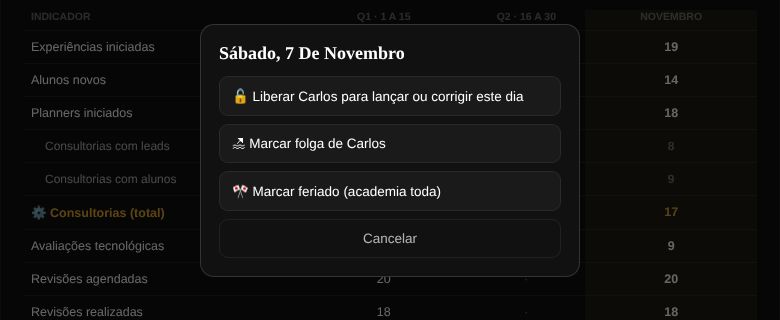 INDICADOR Q1 · 1 A 15 Q2 · 16 A 30 NOVEMBRO
Experiências iniciadas 19
Sábado, 7 De Novembro
Alunos novos 14
🔓 Liberar Carlos para lançar ou corrigir este dia
Planners iniciados 18
🏖 Marcar folga de Carlos
Consultorias com leads 8
Consultorias com alunos 9
🎌 Marcar feriado (academia toda)
⚙️ Consultorias (total) 17
Cancelar
Avaliações tecnológicas 9
Revisões agendadas 20 · 20
Revisões realizadas 18 · 18